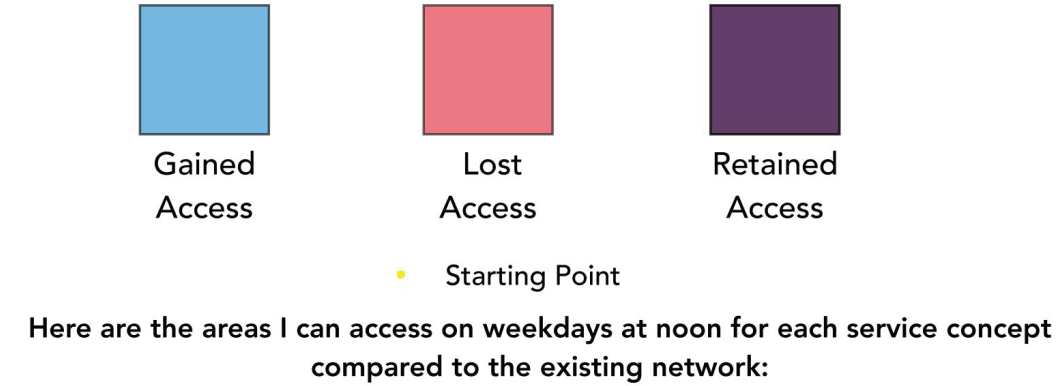 Gained
Access
Lost
Access
Retained
Access
Starting Point
Here are the areas I can access on weekdays at noon for each service concept
compared to the existing network: